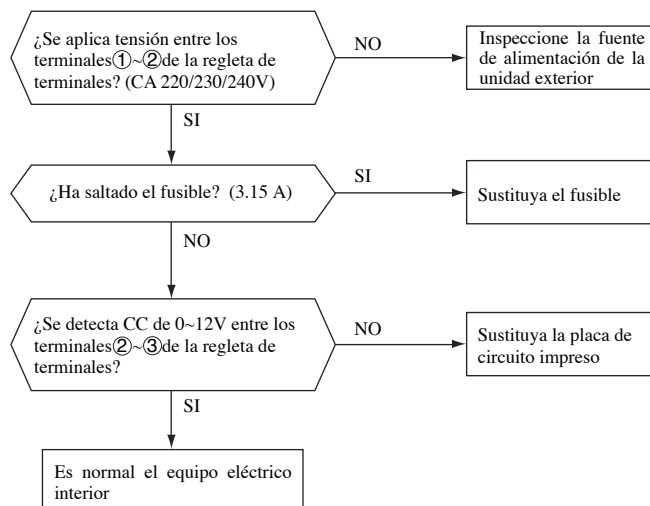 ¿Se aplica tensión entre los
terminales①~②de la regleta de
terminales? (CA 220/230/240V)
NO
Inspeccione la fuente
de alimentación de la
unidad exterior
SI
¿Ha saltado el fusible? (3.15 A)
SI
Sustituya el fusible
NO
¿Se detecta CC de 0~12V entre los
terminales②~③de la regleta de
terminales?
NO
Sustituya la placa de
circuito impreso
SI
Es normal el equipo eléctrico
interior